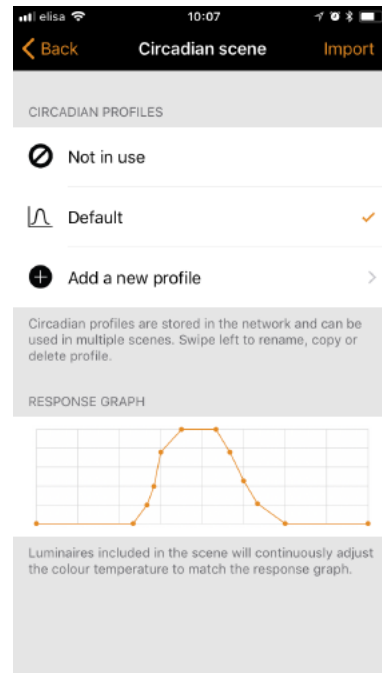 elisa 10:07
Back Circadian scene Import
CIRCADIAN PROFILES
Not in use
Default
Add a new profile
Circadian profiles are stored in the network and can be
used in multiple scenes. Swipe left to rename, copy or
delete profile.
RESPONSE GRAPH
Luminaires included in the scene will continuously adjust
the colour temperature to match the response graph.